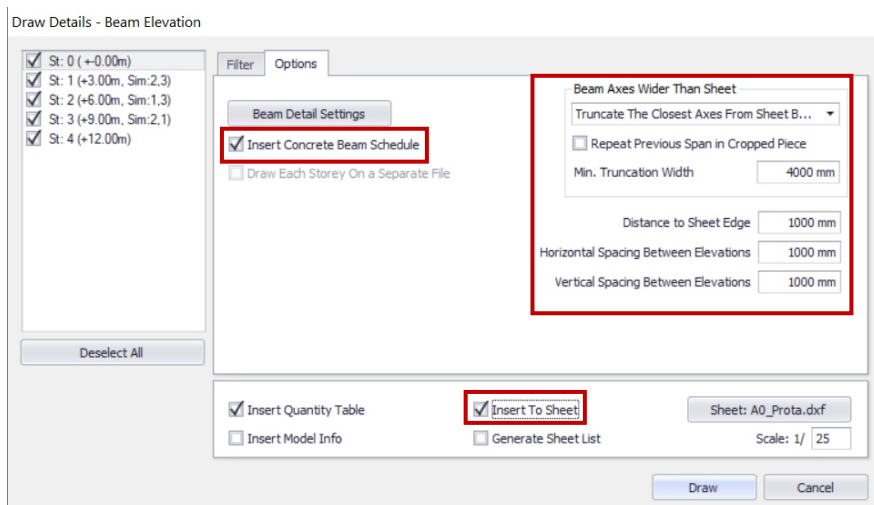 Draw Details - Beam Elevation
St: 0 ( +-0.00m)
St: 1 (+3.00m, Sim:2,3)
St: 2 (+6.00m, Sim:1,3)
St: 3 (+9.00m, Sim:2,1)
St: 4 (+12.00m)
Deselect All
Filter Options
Beam Detail Settings
Insert Concrete Beam Schedule
Draw Each Storey On a Separate File
Beam Axes Wider Than Sheet
Truncate The Closest Axes From Sheet B...
Repeat Previous Span in Cropped Piece
Min. Truncation Width 4000 mm
Distance to Sheet Edge 1000 mm
Horizontal Spacing Between Elevations 1000 mm
Vertical Spacing Between Elevations 1000 mm
Insert Quantity Table Insert To Sheet Sheet: A0_Prota.dxf
Insert Model Info Generate Sheet List Scale: 1/ 25
Draw Cancel